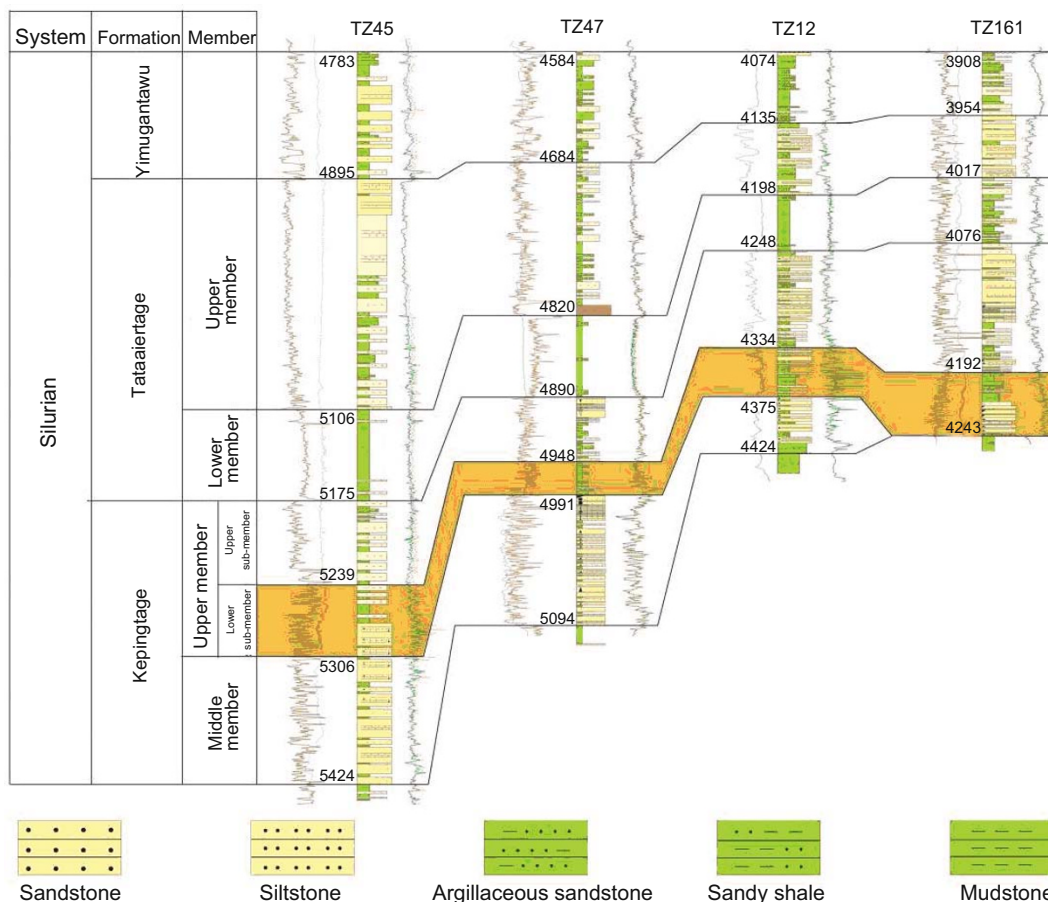 System
Formation
Member
TZ45
TZ47
TZ12
TZ161
Silurian
Yimugantawu
Tataaiertage
Kepingtage
Upper
member
Lower
member
Upper member
Upper
sub-member
Lower
sub-member
Middle
member
4783
4895
5106
5175
5239
5306
5424
4584
4684
4820
4890
4948
4991
5094
4074
4135
4198
4248
4334
4375
4424
3908
3954
4017
4076
4192
4243
Sandstone
Siltstone
Argillaceous sandstone
Sandy shale
Mudstone